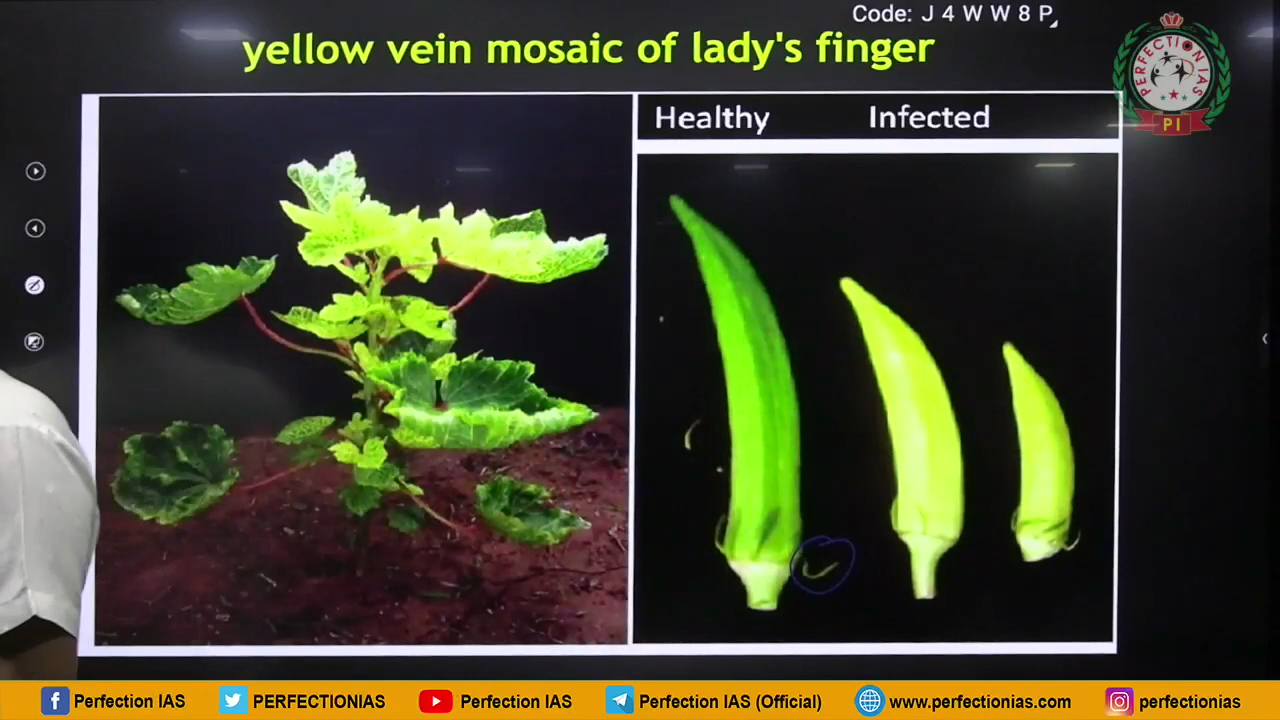 Code: J 4 W W 8 P
yellow vein mosaic of lady's finger
PERFECTION IAS
PI
Healthy Infected
Perfection IAS PERFECTIONIAS Perfection IAS Perfection IAS (Official) www.perfectionias.com perfectionias